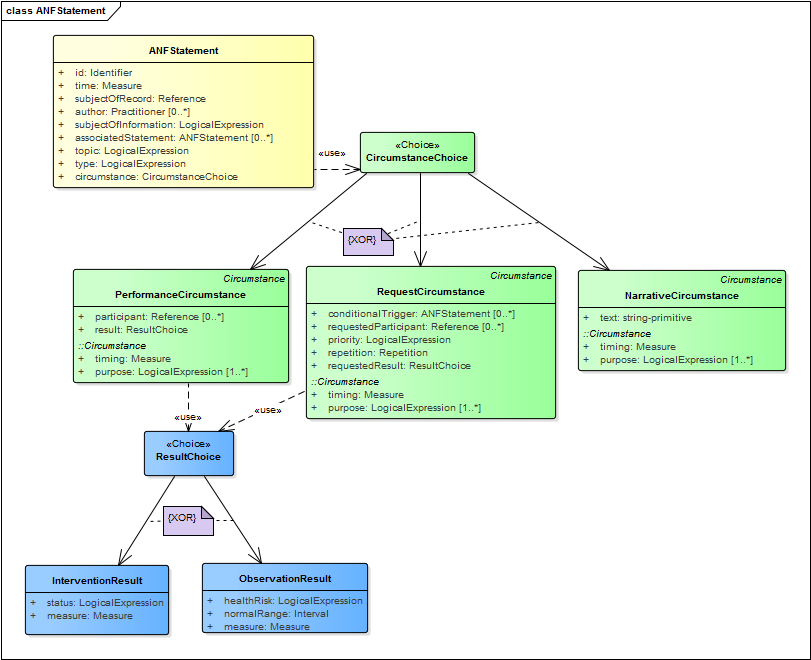 class ANFStatement
ANFStatement
+ id: Identifier
+ time: Measure
+ subjectOfRecord: Reference
+ author: Practitioner [0..*]
+ subjectOfInformation: LogicalExpression
+ associatedStatement: ANFStatement [0..*]
+ topic: LogicalExpression
+ type: LogicalExpression
+ circumstance: CircumstanceChoice
«use»
«Choice»
CircumstanceChoice
{XOR}
Circumstance
PerformanceCircumstance
+ participant: Reference [0..*]
+ result: ResultChoice
::Circumstance
+ timing: Measure
+ purpose: LogicalExpression [1..*]
Circumstance
RequestCircumstance
+ conditionalTrigger: ANFStatement [0..*]
+ requestedParticipant: Reference [0..*]
+ priority: LogicalExpression
+ repetition: Repetition
+ requestedResult: ResultChoice
::Circumstance
+ timing: Measure
+ purpose: LogicalExpression [1..*]
Circumstance
NarrativeCircumstance
+ text: string-primitive
::Circumstance
+ timing: Measure
+ purpose: LogicalExpression [1..*]
«use»
«use»
«Choice»
ResultChoice
{XOR}
InterventionResult
+ status: LogicalExpression
+ measure: Measure
ObservationResult
+ healthRisk: LogicalExpression
+ normalRange: Interval
+ measure: Measure